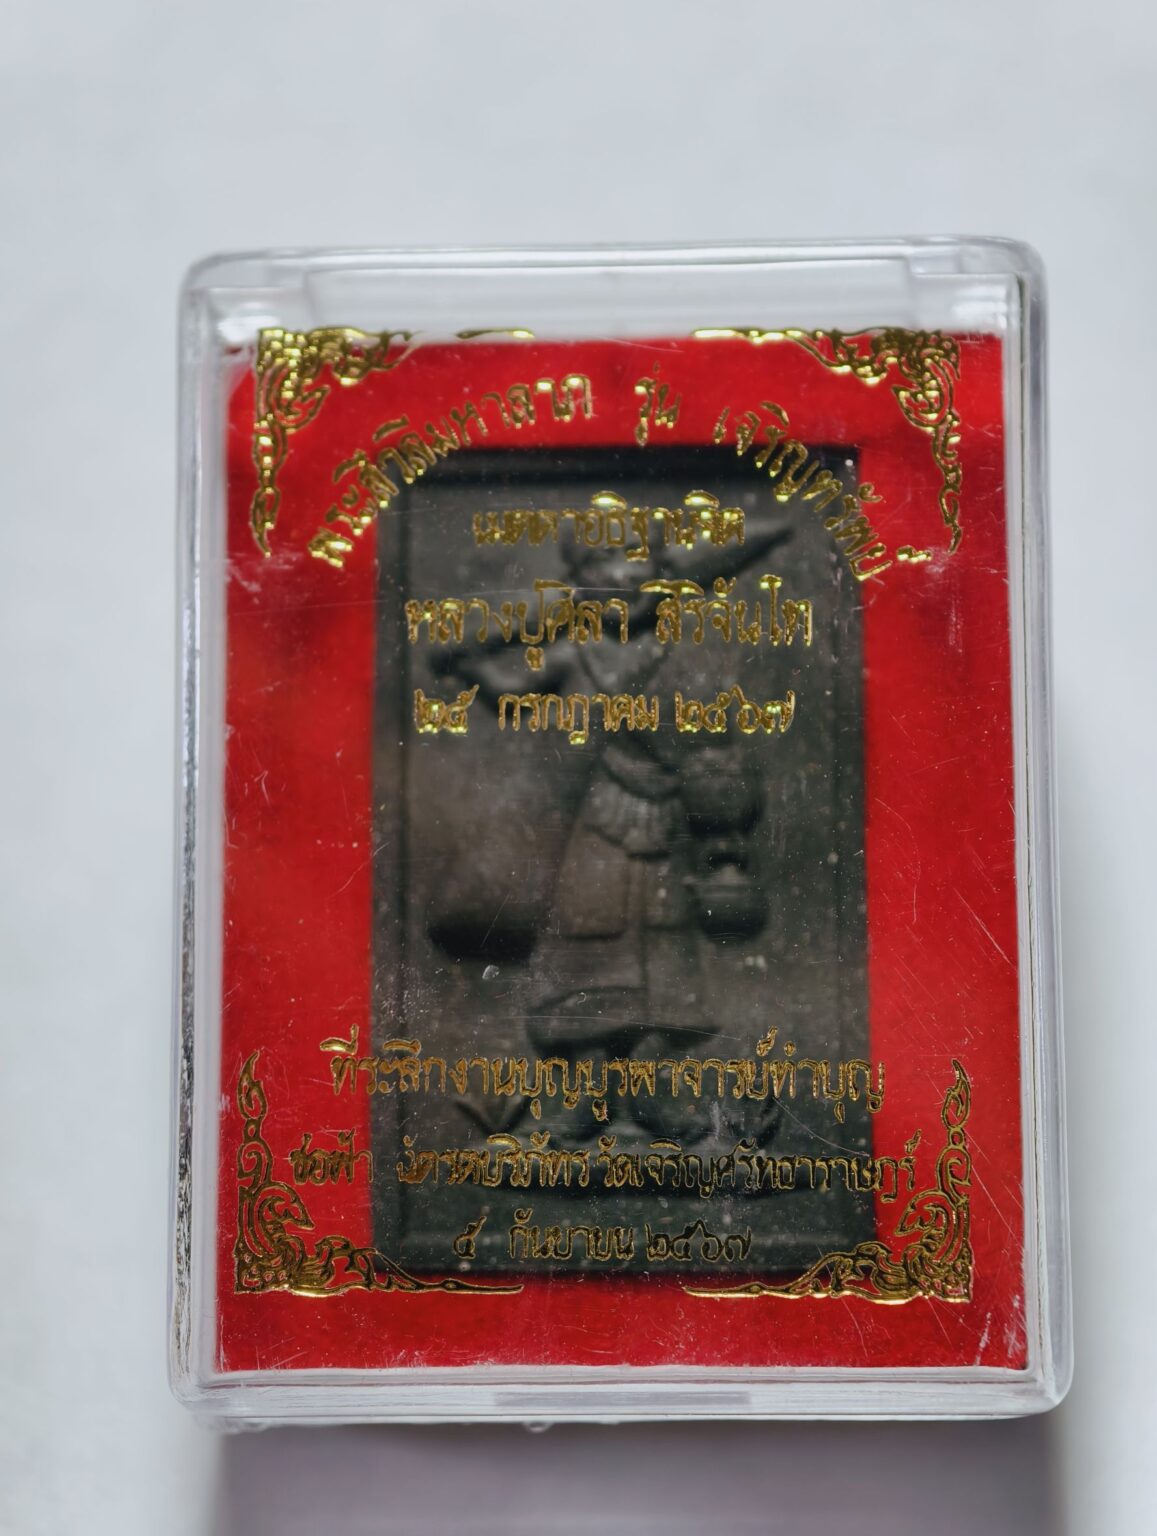 พระสีวลีมหาลาภ รุ่น เจริญทรัพย์
เมตตาอธิฐานจิต
หลวงปู่ศิลา สิริจันโท
๒๕ กรกฎาคม ๒๕๖๗
ที่ระลึกงานบุญบูรพาจารย์ทำบุญ
ช่อฟ้า วัดเจริญศรัทธาราษฎร์
๕ กันยายน ๒๕๖๗